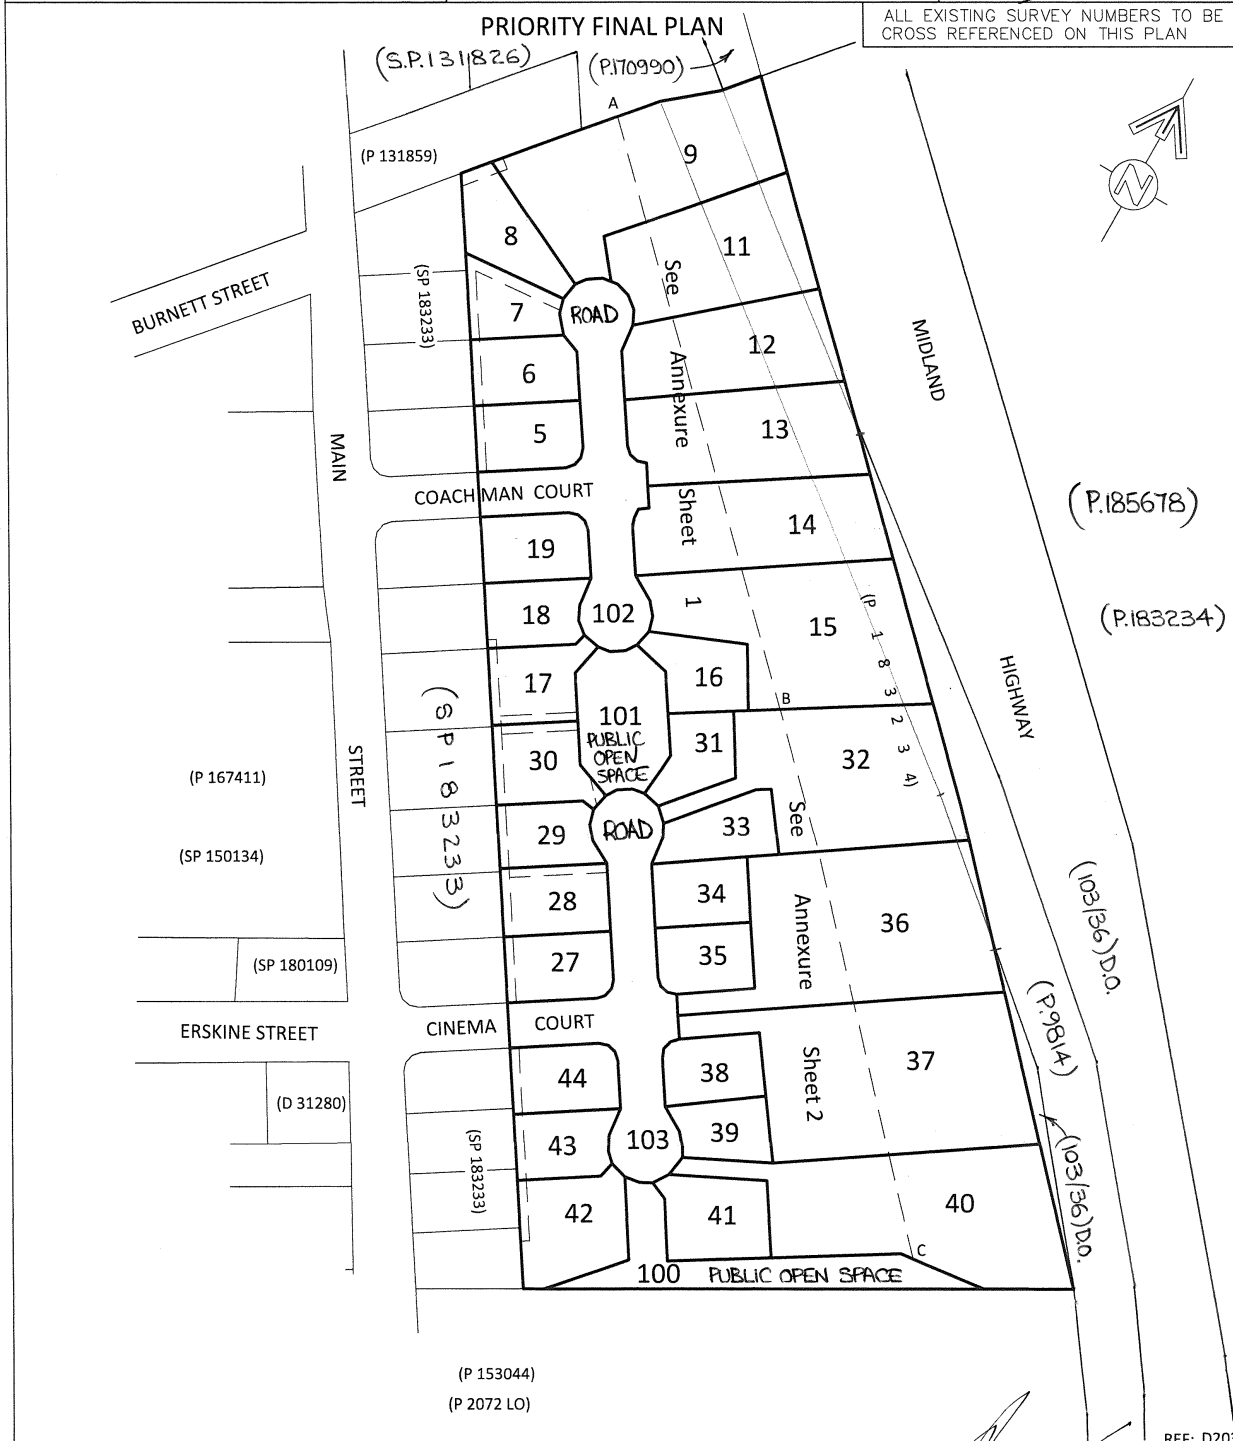 PRIORITY FINAL PLAN
ALL EXISTING SURVEY NUMBERS TO BE
CROSS REFERENCED ON THIS PLAN
(S.P.131826)
(P.170990)
A
(P 131859)
9
8
11
BURNETT STREET
(SP 183233)
7
ROAD
See
12
MIDLAND
6
Annexure
5
13
MAIN
COACHMAN COURT
Sheet
14
(P.185678)
19
18
102
1
15
(P 183234)
(P.183234)
17
16
B
HIGHWAY
101
PUBLIC
OPEN
SPACE
31
32
30
STREET
(P 167411)
(SP183233)
29
ROAD
33
See
(SP 150134)
28
34
Annexure
36
(103/36)D.O.
27
35
(SP 180109)
ERSKINE STREET
CINEMA COURT
(P.9814)
44
38
Sheet 2
37
(D 31280)
43
103
39
(SP 183233)
(103/36)D.O.
42
41
40
C
100 PUBLIC OPEN SPACE
(P 153044)
(P 2072 LO)
N